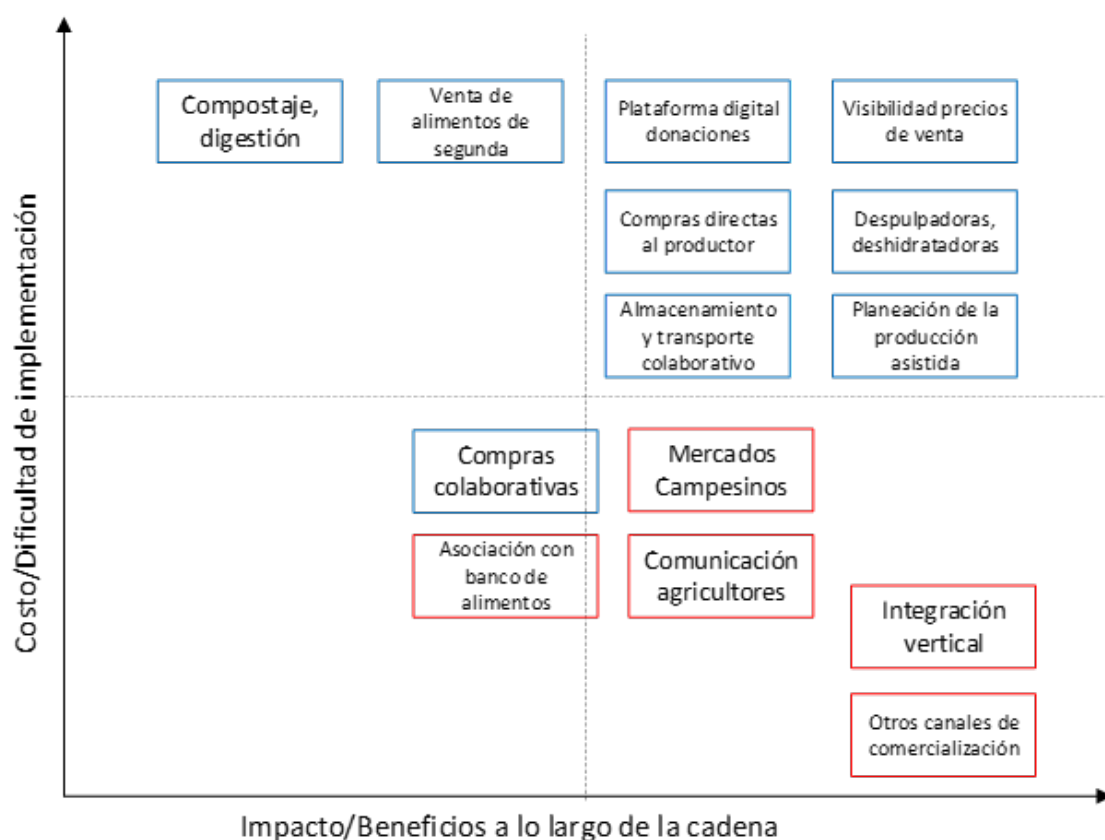 Costo/Dificultad de implementación
Compostaje,
digestión
Venta de
alimentos de
segunda
Plataforma digital
donaciones
Visibilidad precios
de venta
Compras directas
al productor
Despulpadoras,
deshidratadoras
Almacenamiento
y transporte
colaborativo
Planeación de la
producción
asistida
Compras
colaborativas
Mercados
Campesinos
Asociación con
banco de
alimentos
Comunicación
agricultores
Integración
vertical
Otros canales de
comercialización
Impacto/Beneficios a lo largo de la cadena